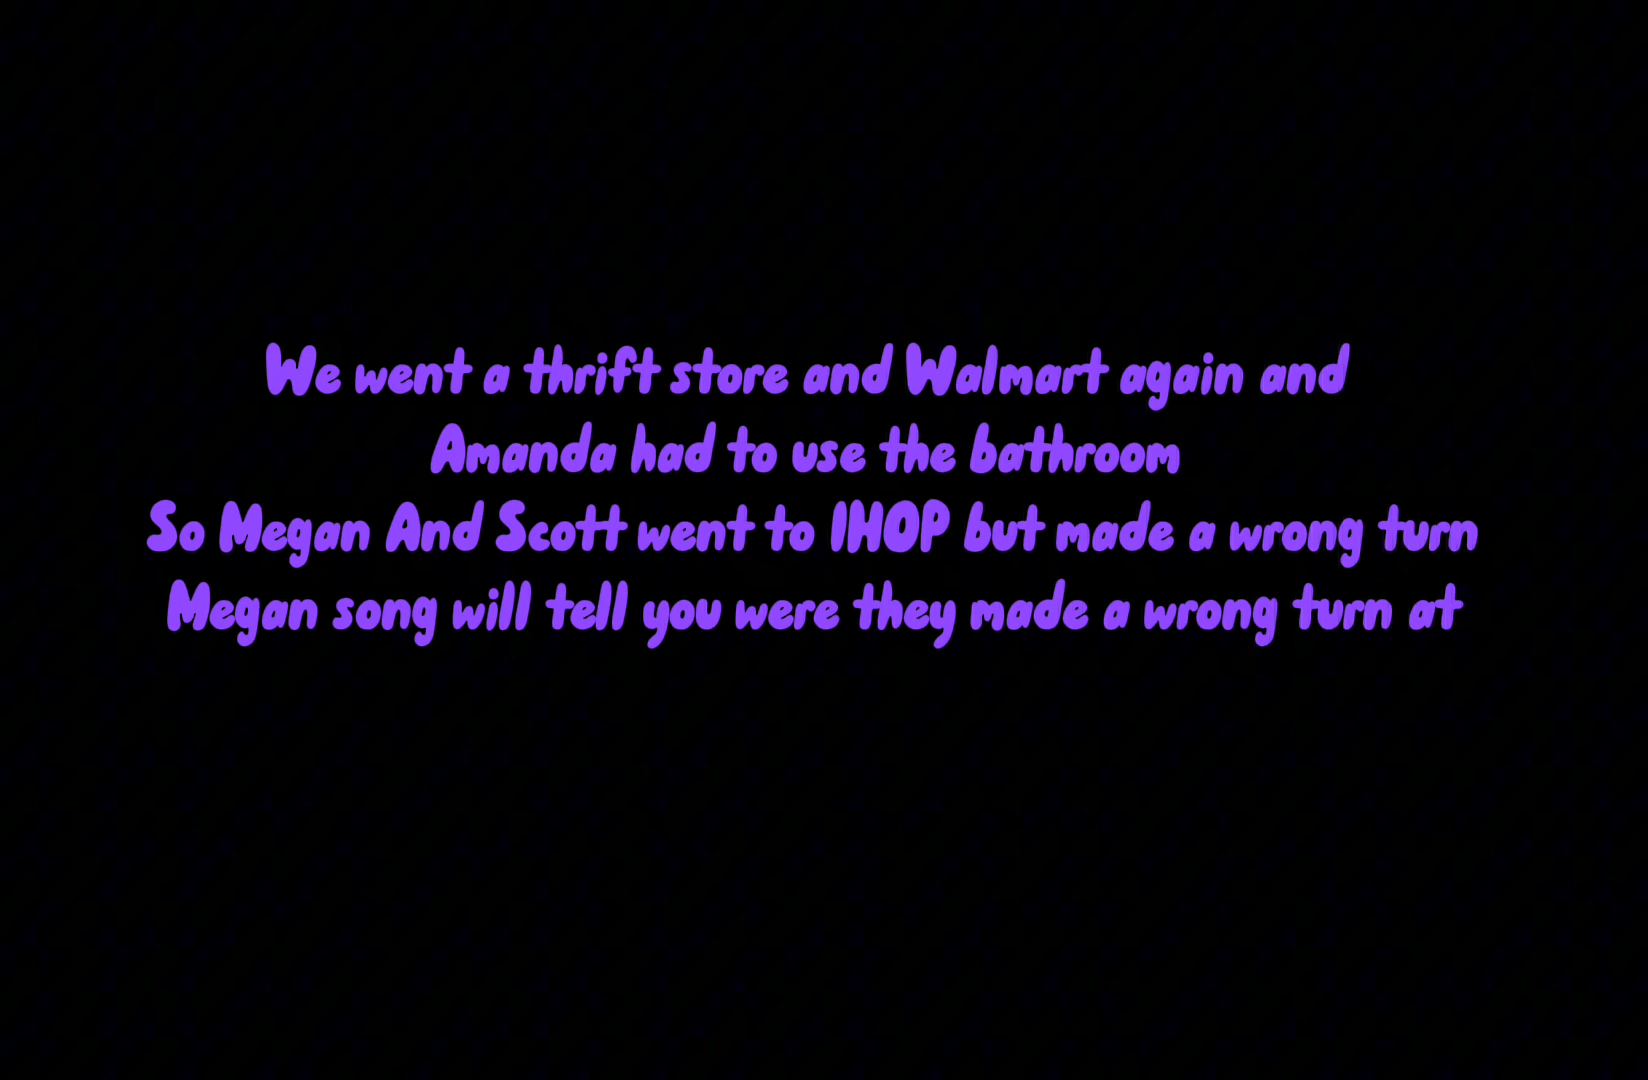 We went a thrift store and Walmart again and
Amanda had to use the bathroom
So Megan And Scott went to IHOP but made a wrong turn
Megan song will tell you were they made a wrong turn at